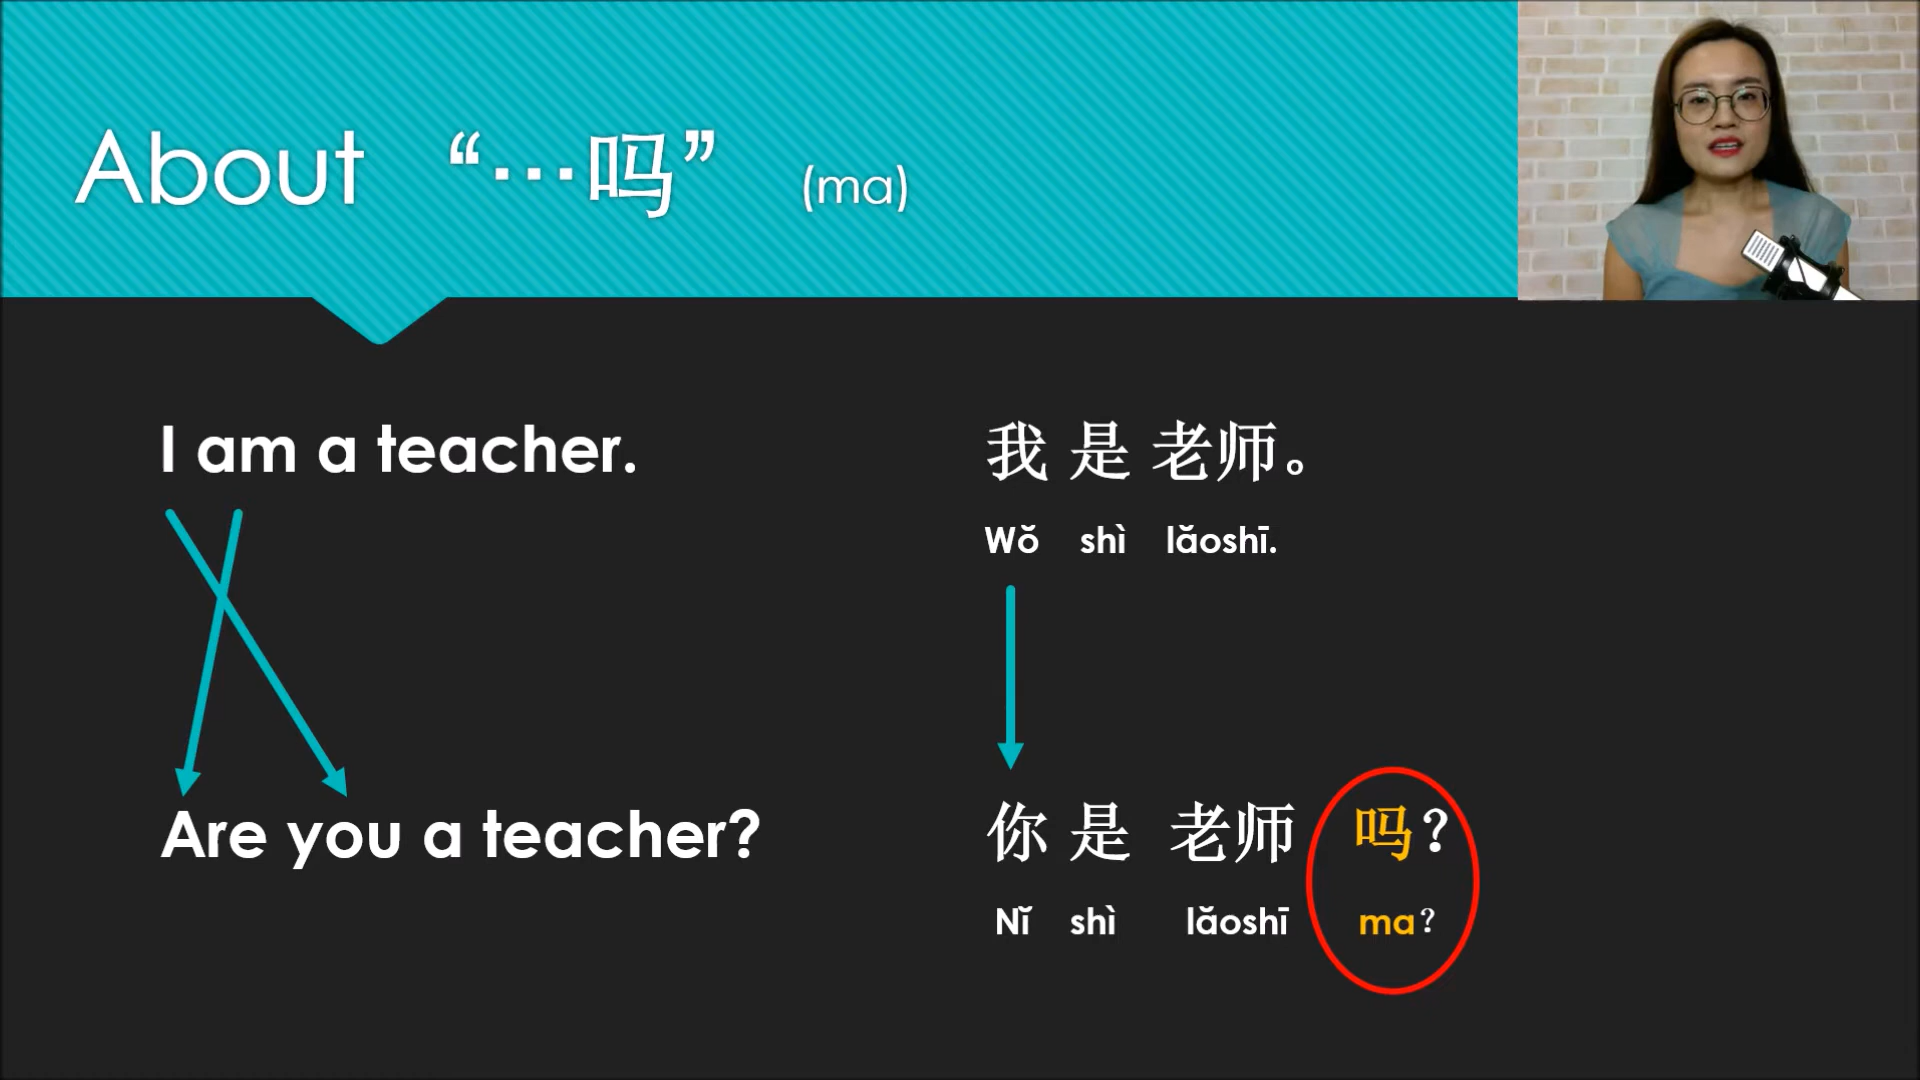 About “…吗” (ma)
I am a teacher.
我 是 老师。
Wǒ shì lǎoshī.
Are you a teacher?
你 是 老师 吗？
Nǐ shì lǎoshī ma？